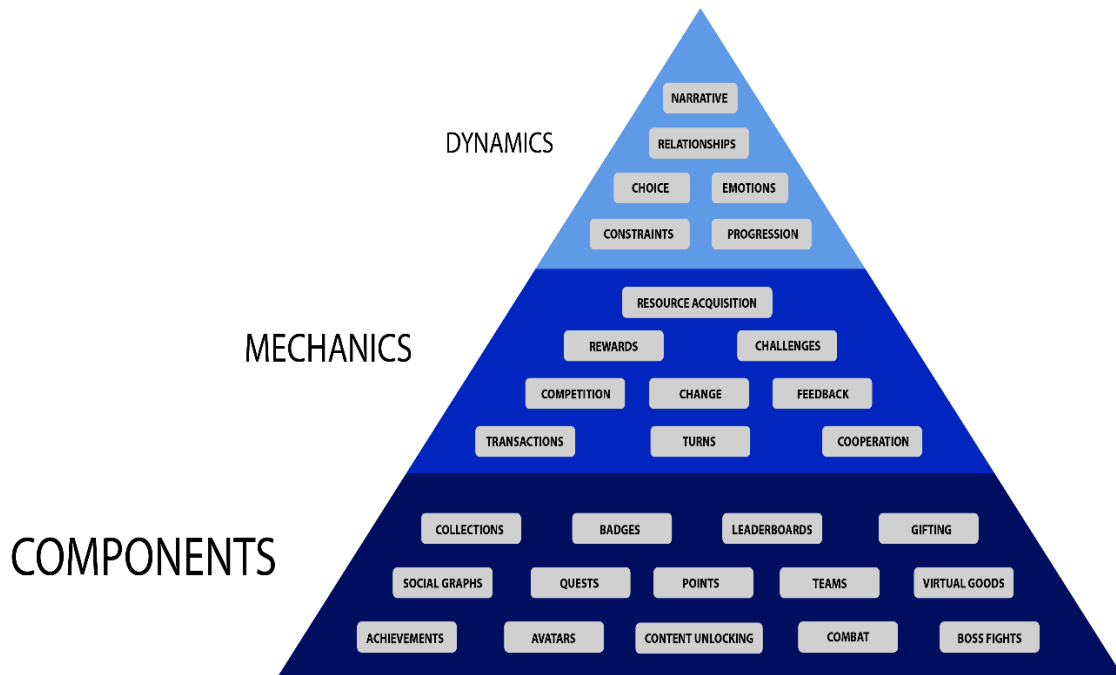 NARRATIVE
DYNAMICS
RELATIONSHIPS
CHOICE EMOTIONS
CONSTRAINTS PROGRESSION
RESOURCE ACQUISITION
MECHANICS
REWARDS CHALLENGES
COMPETITION CHANGE FEEDBACK
TRANSACTIONS TURNS COOPERATION
COLLECTIONS BADGES LEADERBOARDS GIFTING
COMPONENTS
SOCIAL GRAPHS QUESTS POINTS TEAMS VIRTUAL GOODS
ACHIEVEMENTS AVATARS CONTENT UNLOCKING COMBAT BOSS FIGHTS